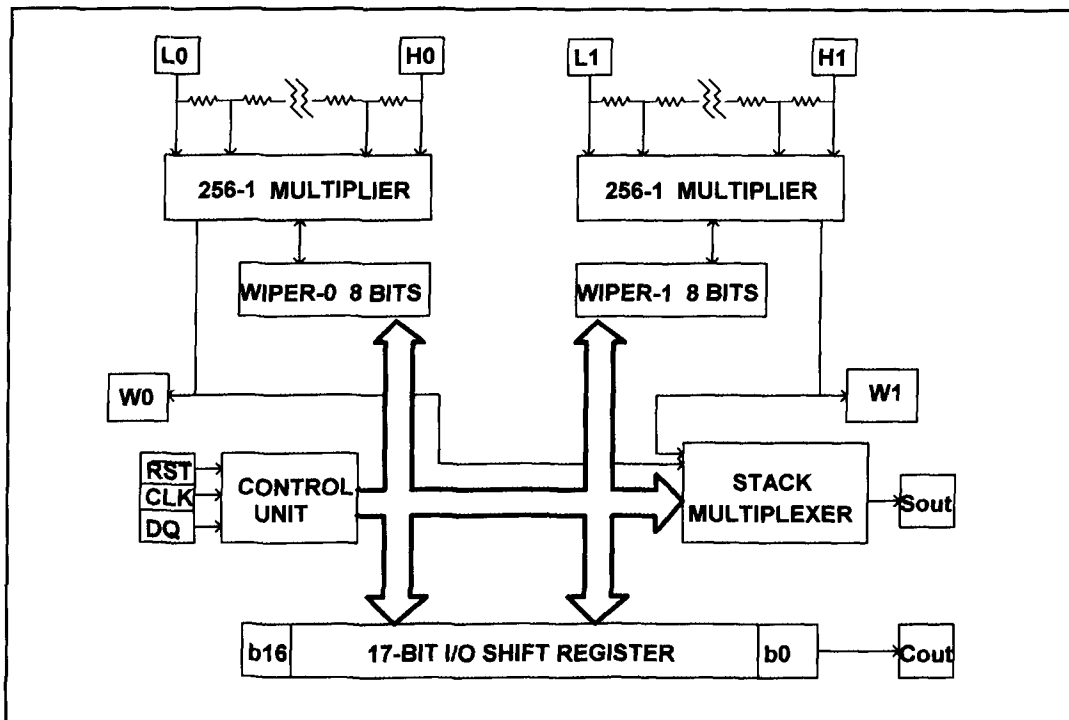 L0
H0
L1
H1
256-1 MULTIPLIER
256-1 MULTIPLIER
WIPER-0 8 BITS
WIPER-1 8 BITS
W0
W1
RST
CLK
DQ
CONTROL
UNIT
STACK
MULTIPLEXER
Sout
b16
17-BIT I/O SHIFT REGISTER
b0
Cout